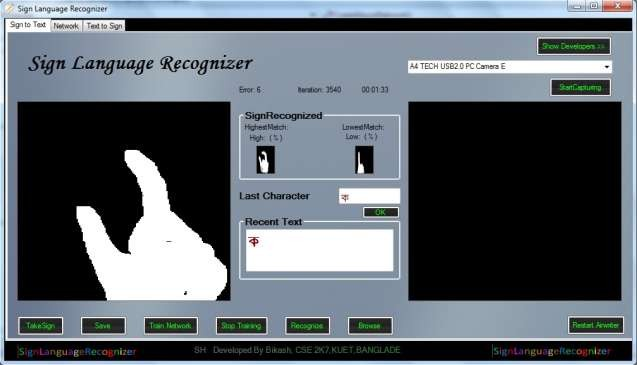 Sign Language Recognizer
Sign to Text Network Text to Sign
Show Developers >>
Sign Language Recognizer
A4 TECH USB2.0 PC Camera E
Error: 6 Iteration: 3540 00:01:33
StartCapturing
SignRecognized
HighestMatch: LowestMatch:
High: ( % ) Low: ( % )
Last Character ক
OK
Recent Text
ক
TakeSign Save Train Network Stop Training Recognize Browse Restart Airwriter
SignLanguageRecognizer SH: Developed By Bikash, CSE 2K7,KUET,BANGLADE SignLanguageRecognizer